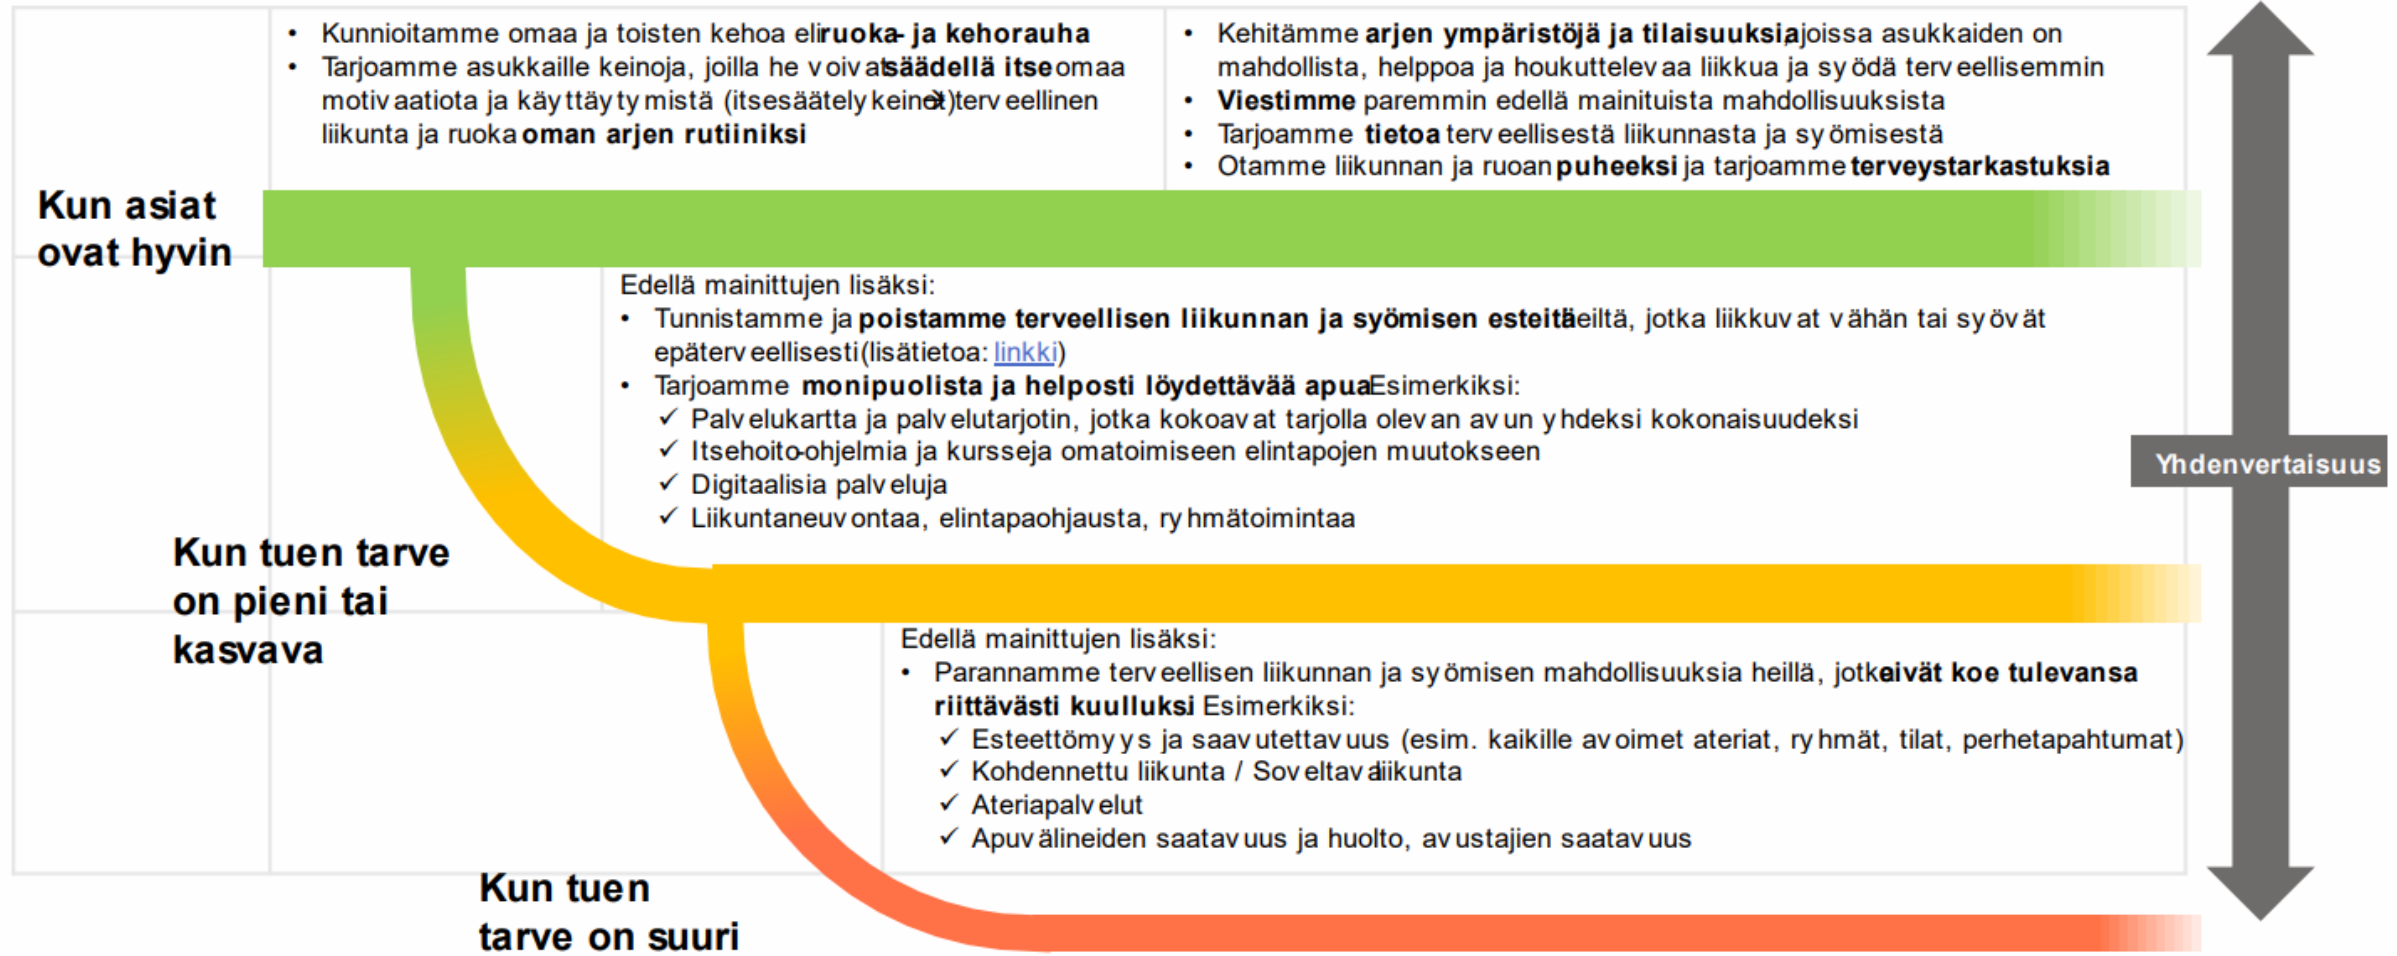 • Kunnioitamme omaa ja toisten kehoa eli ruoka- ja kehorauha
• Tarjoamme asukkaille keinoja, joilla he voivat säädellä itse omaa
motivaatiota ja käyttäytymistä (itsesäätelykeinot) → terveellinen
liikunta ja ruoka oman arjen rutiiniksi
• Kehitämme arjen ympäristöjä ja tilaisuuksia, joissa asukkaiden on
mahdollista, helppoa ja houkuttelevaa liikkua ja syödä terveellisemmin
• Viestimme paremmin edellä mainituista mahdollisuuksista
• Tarjoamme tietoa terveellisestä liikunnasta ja syömisestä
• Otamme liikunnan ja ruoan puheeksi ja tarjoamme terveystarkastuksia
Kun asiat
ovat hyvin
Edellä mainittujen lisäksi:
• Tunnistamme ja poistamme terveellisen liikunnan ja syömisen esteitä heiltä, jotka liikkuvat vähän tai syövät
epäterveellisesti (lisätietoa: linkki)
• Tarjoamme monipuolista ja helposti löydettävää apua. Esimerkiksi:
✓ Palvelukartta ja palvelutarjotin, jotka kokoavat tarjolla olevan avun yhdeksi kokonaisuudeksi
✓ Itsehoito-ohjelmia ja kursseja omatoimiseen elintapojen muutokseen
✓ Digitaalisia palveluja
✓ Liikuntaneuvontaa, elintapaohjausta, ryhmätoimintaa
Yhdenvertaisuus
Kun tuen tarve
on pieni tai
kasvava
Edellä mainittujen lisäksi:
• Parannamme terveellisen liikunnan ja syömisen mahdollisuuksia heillä, jotka eivät koe tulevansa
riittävästi kuulluksi. Esimerkiksi:
✓ Esteettömyys ja saavutettavuus (esim. kaikille avoimet ateriat, ryhmät, tilat, perhetapahtumat)
✓ Kohdennettu liikunta / Soveltava liikunta
✓ Ateriapalvelut
✓ Apuvälineiden saatavuus ja huolto, avustajien saatavuus
Kun tuen
tarve on suuri